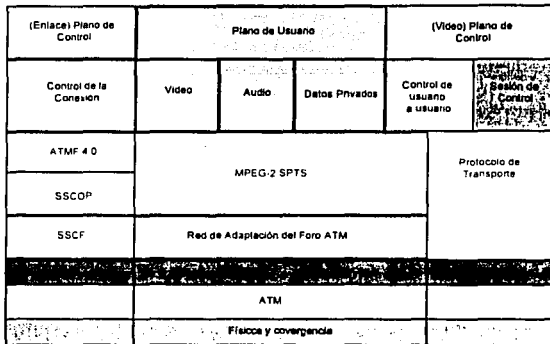 (Enlace) Plano de
Control
Plano de Usuario
(Video) Plano de
Control
Control de la
Conexión
Video
Audio
Datos Privados
Control de
usuario
a usuario
Sesión de
Control
ATMF 4 0
MPEG-2 SPTS
Protocolo de
Transporte
SSCOP
SSCF
Red de Adaptación del Foro ATM
ATM
Física y covergencia